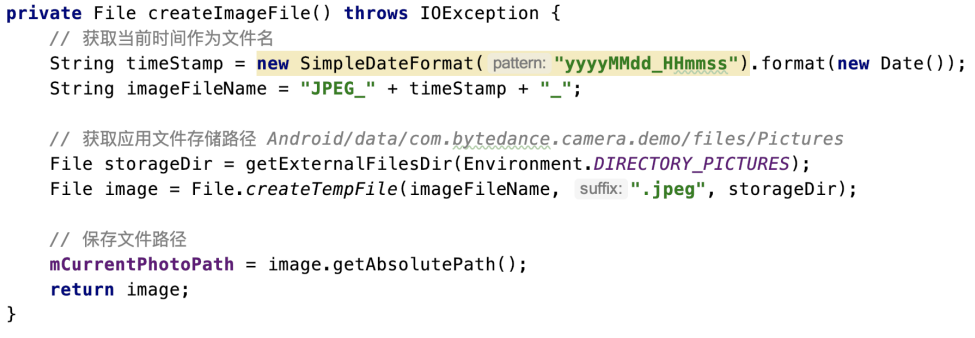 private File createImageFile() throws IOException {
// 获取当前时间作为文件名
String timeStamp = new SimpleDateFormat( pattern: "yyyyMMdd_HHmmss").format(new Date());
String imageFileName = "JPEG_" + timeStamp + "_";
// 获取应用文件存储路径 Android/data/com.bytedance.camera.demo/files/Pictures
File storageDir = getExternalFilesDir(Environment.DIRECTORY_PICTURES);
File image = File.createTempFile(imageFileName, suffix: ".jpeg", storageDir);
// 保存文件路径
mCurrentPhotoPath = image.getAbsolutePath();
return image;
}